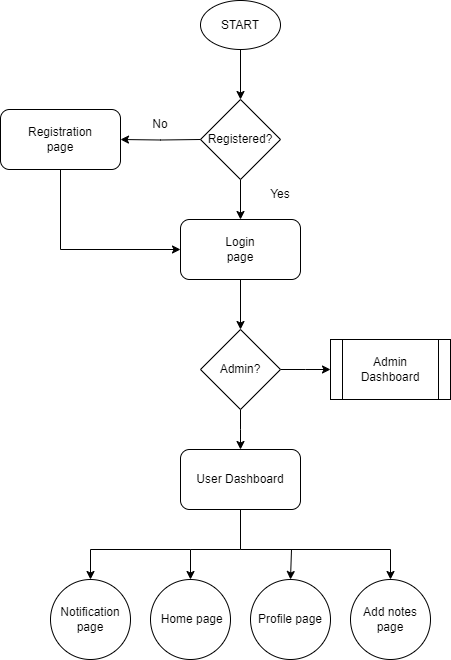 START
Registered?
No
Registration
page
Yes
Login
page
Admin?
Admin
Dashboard
User Dashboard
Notification
page
Home page
Profile page
Add notes
page